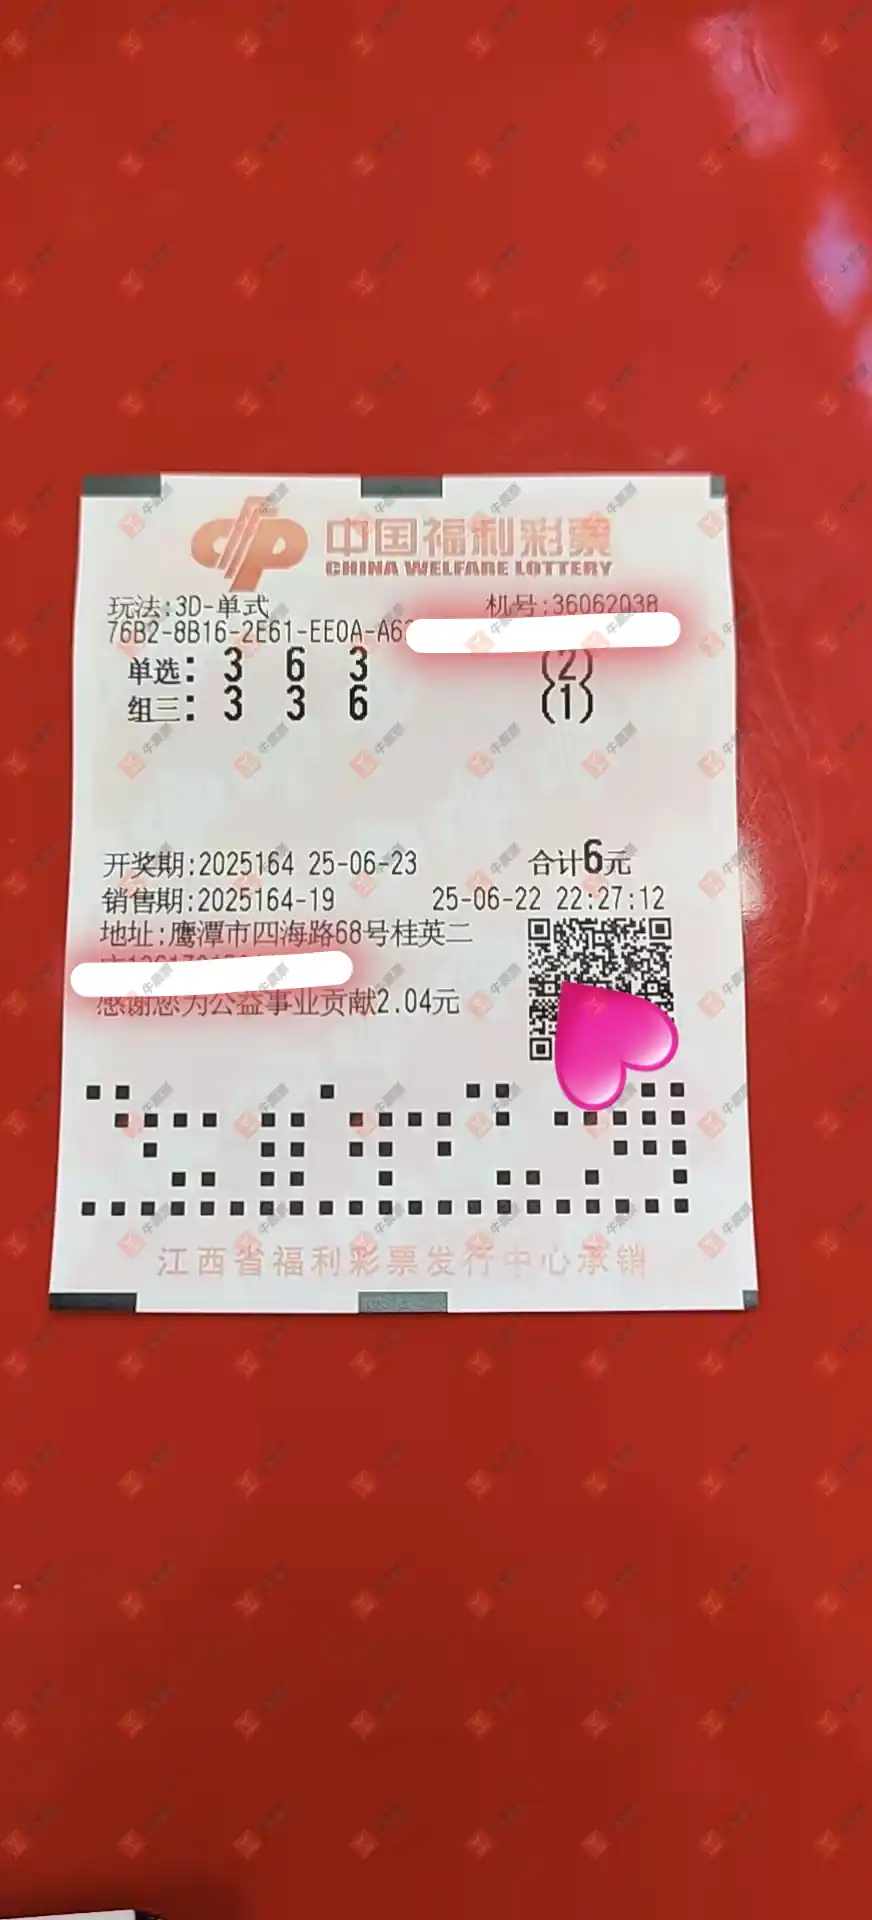 中国福利彩票
CHINA WELFARE LOTTERY
玩法:3D-单式 机号:36062038
76B2-8B16-2E61-EE0A-A6
单选: 3 6 3 (2)
组三: 3 3 6 (1)
开奖期:2025164 25-06-23 合计6元
销售期:2025164-19 25-06-22 22:27:12
地址:鹰潭市四海路68号桂英二
感谢您为公益事业贡献2.04元
江西省福利彩票发行中心承销